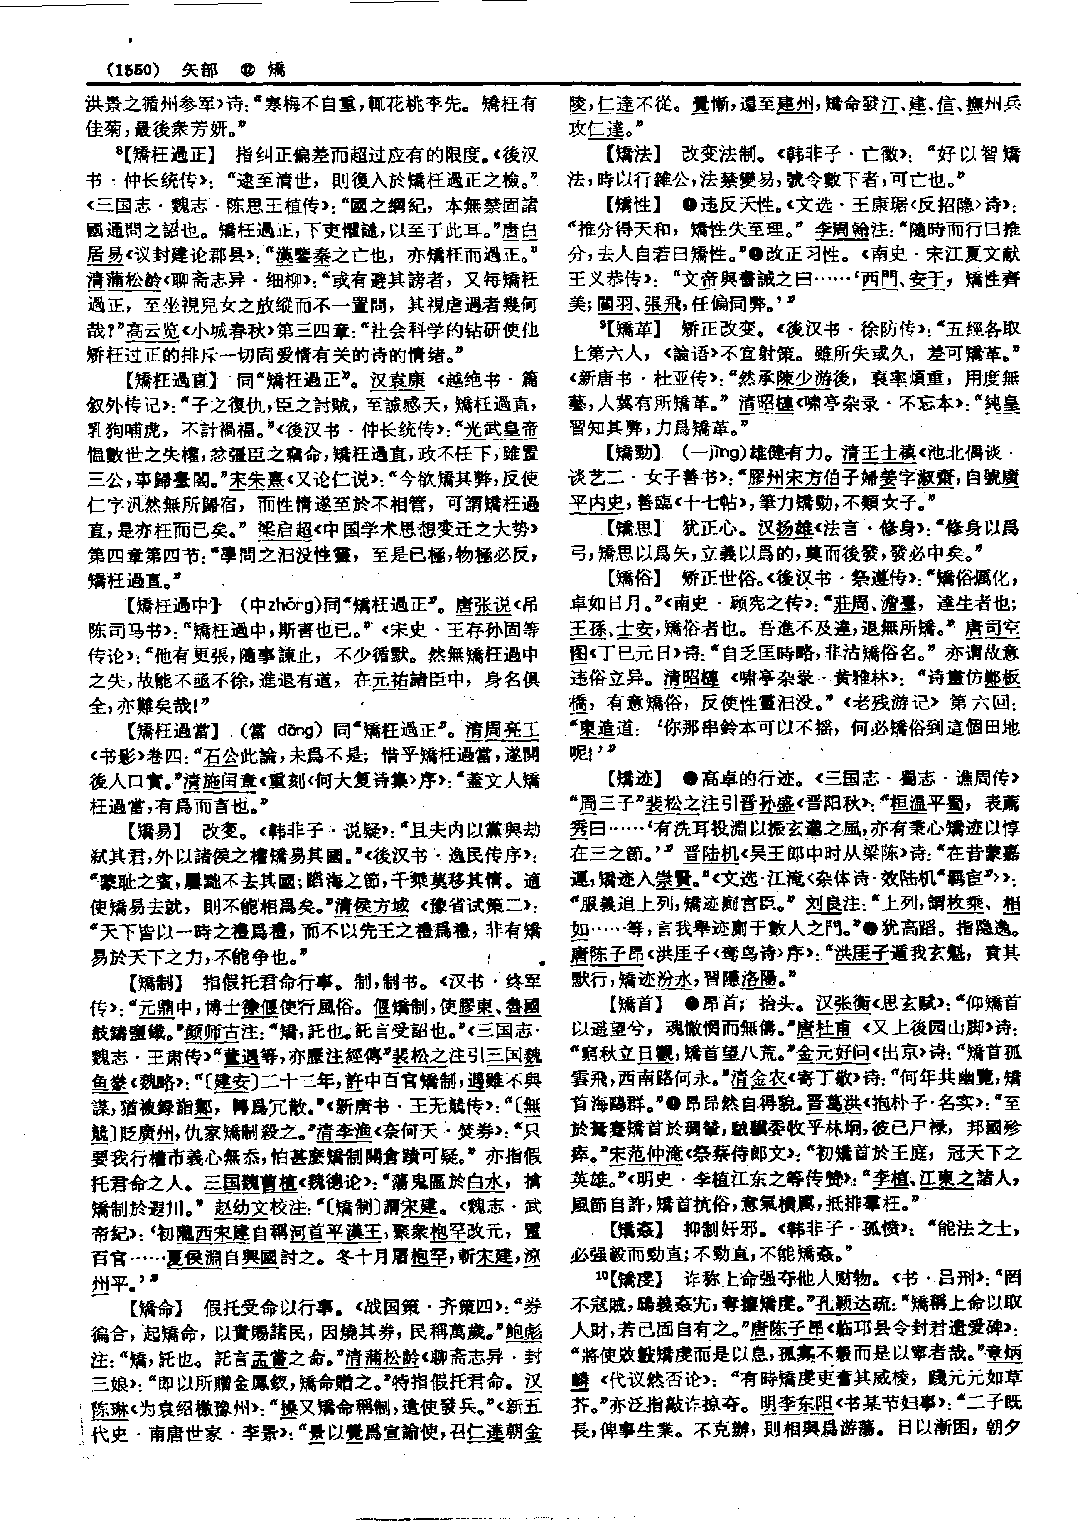 (1550) 矢部 ⑫ 矯
洪景之循州参军〉诗：“寒梅不自重，輒花桃李先。矯枉有
佳菊，最後衆芳妍。”
⁸【矯枉過正】 指纠正偏差而超过应有的限度。《後汉
书·仲长统传》：“逮至清世，則復入於矯枉過正之檢。”
《三国志·魏志·陈思王植传》：“國之綱紀，本無禁固諸
國通問之詔也。矯枉過正，下吏懼譴，以至于此耳。”唐白
居易《议封建论郡县》：“漢鑒秦之亡也，亦矯枉而過正。”
清蒲松龄《聊斋志异·细柳》：“或有避其謗者，又每矯枉
過正，至坐視兒女之放縱而不一置問，其視虐過者幾何
哉？”高云览《小城春秋》第三四章：“社会科学的钻研使他
矫枉过正的排斥一切同爱情有关的诗的情绪。”
【矯枉過直】 同“矯枉過正”。汉袁康《越绝书·篇
叙外传记》：“子之復仇，臣之討賊，至誠感天，矯枉過直，
乳狗哺虎，不計禍福。”《後汉书·仲长统传》：“光武皇帝
愠數世之失權，忿彊臣之竊命，矯枉過直，政不任下，雖置
三公，事歸臺閣。”宋朱熹《又论仁说》：“今欲矯其弊，反使
仁字汎然無所歸宿，而性情遂至於不相管，可謂矯枉過
直，是亦枉而已矣。”梁启超《中国学术思想变迁之大势》
第四章第四节：“學問之汩没性靈，至是已極，物極必反，
矯枉過直。”
【矯枉過中】 (中zhōng)同“矯枉過正”。唐张说《吊
陈司马书》：“矯枉過中，斯害也已。”《宋史·王存孙固等
传论》：“他有更張，隨事諫止，不少循默。然無矯枉過中
之失，故能不亟不徐，進退有道，在元祐諸臣中，身名俱
全，亦難矣哉！”
【矯枉過當】 (當 dàng) 同“矯枉過正”。清周亮工
《书影》卷四：“石公此論，未爲不是；惜乎矯枉過當，遂開
後人口實。”清施闰章《重刻〈何大复诗集〉序》：“蓋文人矯
枉過當，有爲而言也。”
【矯易】 改变。《韩非子·说疑》：“且夫内以黨與劫
弑其君，外以諸侯之權矯易其國。”《後汉书·逸民传序》：
“蒙耻之賓，屢黜不去其國；蹈海之節，千乘莫移其情。適
使矯易去就，則不能相爲矣。”清侯方域《豫省试策二》：
“天下皆以一時之禮爲禮，而不以先王之禮爲禮，非有矯
易於天下之力，不能争也。”
【矯制】 指假托君命行事。制，制书。《汉书·终军
传》：“元鼎中，博士徐偃使行風俗。偃矯制，使膠東、魯國
鼓鑄鹽鐵。”颜师古注：“矯，託也。託言受詔也。”《三国志·
魏志·王肃传》“董遇等，亦歷注經傳”裴松之注引三国魏
鱼豢《魏略》：“〔建安〕二十二年，許中百官矯制，遇雖不與
謀，猶被録詣鄴，轉爲冗散。”《新唐书·王无兢传》：“〔無
兢〕貶廣州，仇家矯制殺之。”清李渔《奈何天·焚券》：“只
要我行權市義心無忝，怕甚麽矯制開倉蹟可疑。”亦指假
托君命之人。三国魏曹植《魏德论》：“蕩鬼區於白水，擒
矯制於遐川。”赵幼文校注：“〔矯制〕謂宋建。《魏志·武
帝紀》：‘初隴西宋建自稱河首平漢王，聚衆枹罕改元，置
百官……夏侯淵自興國討之。冬十月屠枹罕，斬宋建，凉
州平。’”
【矯命】 假托受命以行事。《战国策·齐策四》：“券
徧合，起矯命，以責賜諸民，因燒其券，民稱萬歲。”鲍彪
注：“矯，託也。託言孟嘗之命。”清蒲松龄《聊斋志异·封
三娘》：“即以所贈金鳳釵，矯命贈之。”特指假托君命。汉
陈琳《为袁绍檄豫州》：“操又矯命稱制，遣使發兵。”《新五
代史·南唐世家·李景》：“景以覺爲宣諭使，召仁達朝金
陵，仁達不從。覺慚，還至建州，矯命發汀、建、信、撫州兵
攻仁達。”
【矯法】 改变法制。《韩非子·亡徵》：“好以智矯
法，時以行雜公，法禁變易，號令數下者，可亡也。”
【矯性】 ❶违反天性。《文选·王康琚〈反招隐〉诗》：
“推分得天和，矯性失至理。”李周翰注：“隨時而行曰推
分，去人自若曰矯性。”❷改正习性。《南史·宋江夏文献
王义恭传》：“文帝與書誡之曰……‘西門、安于，矯性齊
美；關羽、張飛，任偏同弊。’”
⁹【矯革】 矫正改变。《後汉书·徐防传》：“五經各取
上第六人，《論语》不宜射策。雖所失或久，差可矯革。”
《新唐书·杜亚传》：“然承陳少游後，裒率煩重，用度無
藝，人冀有所矯革。”清昭槤《啸亭杂录·不忘本》：“純皇
習知其弊，力爲矯革。”
【矯勁】 (—jìng)雄健有力。清王士禛《池北偶谈·
谈艺二·女子善书》：“膠州宋方伯子婦姜字淑齋，自號廣
平内史，善臨《十七帖》，筆力矯勁，不類女子。”
【矯思】 犹正心。汉扬雄《法言·修身》：“修身以爲
弓，矯思以爲矢，立義以爲的，奠而後發，發必中矣。”
【矯俗】 矫正世俗。《後汉书·祭遵传》：“矯俗厲化，
卓如日月。”《南史·顾宪之传》：“莊周、澹臺，達生者也；
王孫、士安，矯俗者也。吾進不及達，退無所矯。”唐司空
图《丁巳元日》诗：“自乏匡時略，非沽矯俗名。”亦谓故意
违俗立异。清昭槤《啸亭杂录·黄雅林》：“诗畫仿鄭板
橋，有意矯俗，反使性靈汩没。”《老残游记》第六回：
“東造道：‘你那串鈴本可以不摇，何必矯俗到這個田地
呢！’”
【矯迹】 ❶高卓的行迹。《三国志·蜀志·谯周传》
“周三子”裴松之注引晋孙盛《晋阳秋》：“桓温平蜀，表薦
秀曰……‘有洗耳投淵以振玄邈之風，亦有秉心矯迹以惇
在三之節。’”晋陆机《吴王郎中时从梁陈》诗：“在昔蒙嘉
運，矯迹入崇賢。”《文选·江淹〈杂体诗·效陆机“羁宦”〉》：
“服義追上列，矯迹厠宫臣。”刘良注：“上列，謂枚乘、相
如……等，言我舉迹厠于數人之門。”❷犹高蹈。指隐逸。
唐陈子昂《洪厓子〈鸾鸟诗〉序》：“洪厓子遁我玄魁，賁其
默行，矯迹汾水，習隱洛陽。”
【矯首】 ❶昂首；抬头。汉张衡《思玄赋》：“仰矯首
以遥望兮，魂懒惘而無儔。”唐杜甫《又上後园山脚》诗：
“窮秋立日觀，矯首望八荒。”金元好问《出京》诗：“矯首孤
雲飛，西南路何永。”清金农《寄丁敬》诗：“何年共幽覽，矯
首海鷗群。”❷昂昂然自得貌。晋葛洪《抱朴子·名实》：“至
於駑蹇矯首於琱輦，駃騠委牧乎林坰，彼己尸禄，邦國殄
瘁。”宋范仲淹《祭蔡侍郎文》：“初矯首於王庭，冠天下之
英雄。”《明史·李植江东之等传赞》：“李植、江東之諸人，
風節自許，矯首抗俗，意氣横厲，抵排羣枉。”
【矯姦】 抑制奸邪。《韩非子·孤愤》：“能法之士，
必强毅而勁直；不勁直，不能矯姦。”
¹⁰【矯虔】 诈称上命强夺他人财物。《书·吕刑》：“罔
不寇賊，鴟義姦宄，奪攘矯虔。”孔颖达疏：“矯稱上命以取
人財，若己固自有之。”唐陈子昂《临邛县令封君遗爱碑》：
“將使攰毅矯虔而是以息，孤寡不榖而是以寧者哉。”章炳
麟《代议然否论》：“有時矯虔吏奮其威稜，踐元元如草
芥。”亦泛指敲诈掠夺。明李东阳《书某节妇事》：“二子既
長，俾事生業。不克辦，則相與爲游蕩。日以漸困，朝夕